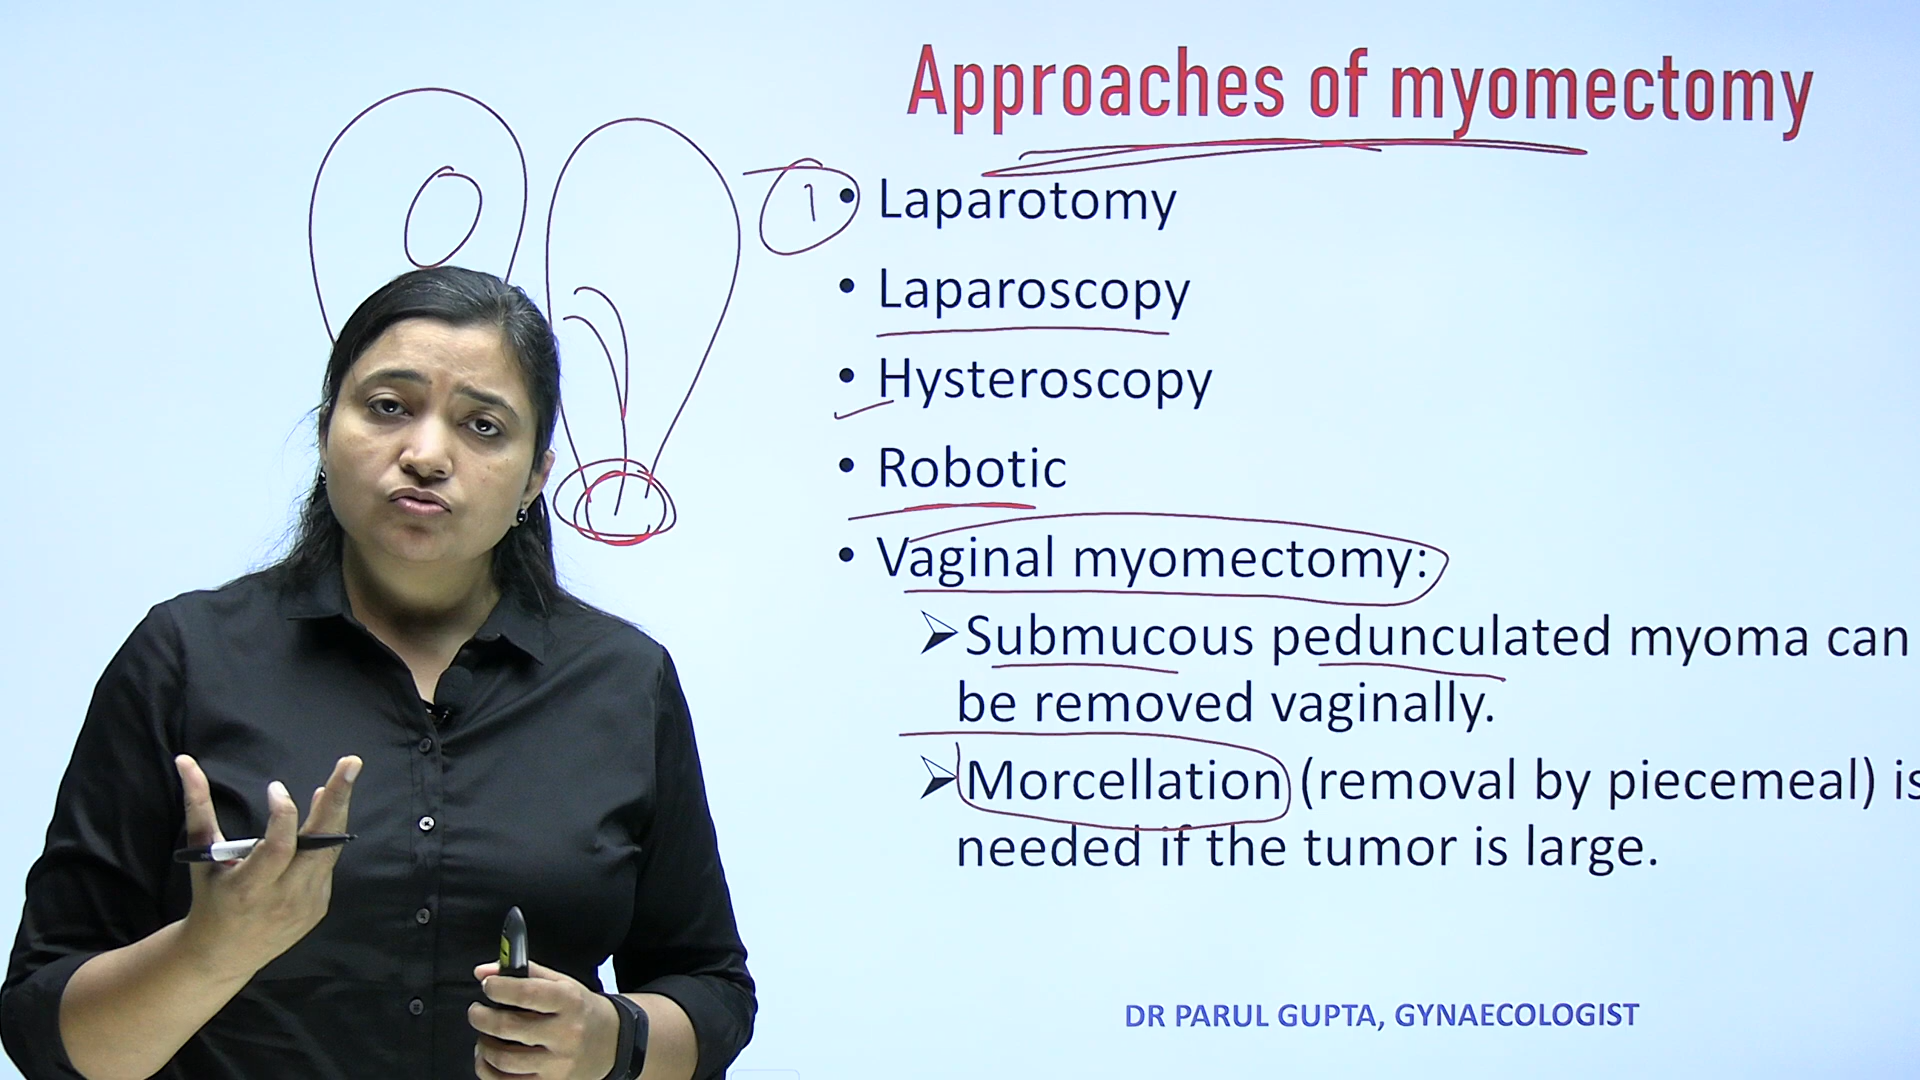 Approaches of myomectomy
1
• Laparotomy
• Laparoscopy
• Hysteroscopy
• Robotic
• Vaginal myomectomy:
➢Submucous pedunculated myoma can
be removed vaginally.
➢Morcellation (removal by piecemeal) is
needed if the tumor is large.
DR PARUL GUPTA, GYNAECOLOGIST